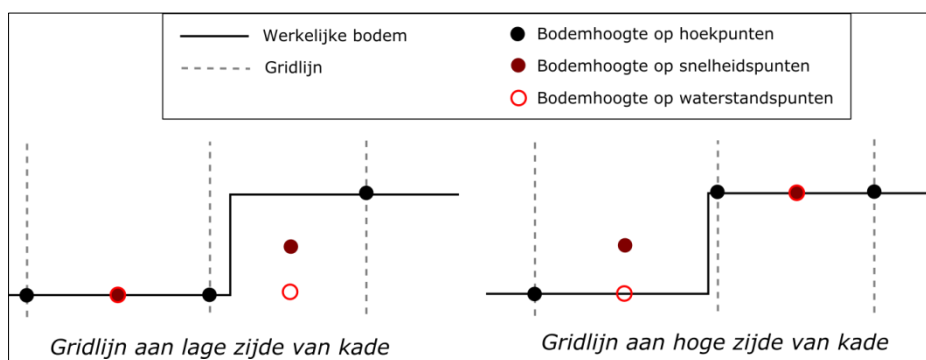 Werkelijke bodem
Gridlijn
Bodemhoogte op hoekpunten
Bodemhoogte op snelheidspunten
Bodemhoogte op waterstandspunten
Gridlijn aan lage zijde van kade
Gridlijn aan hoge zijde van kade